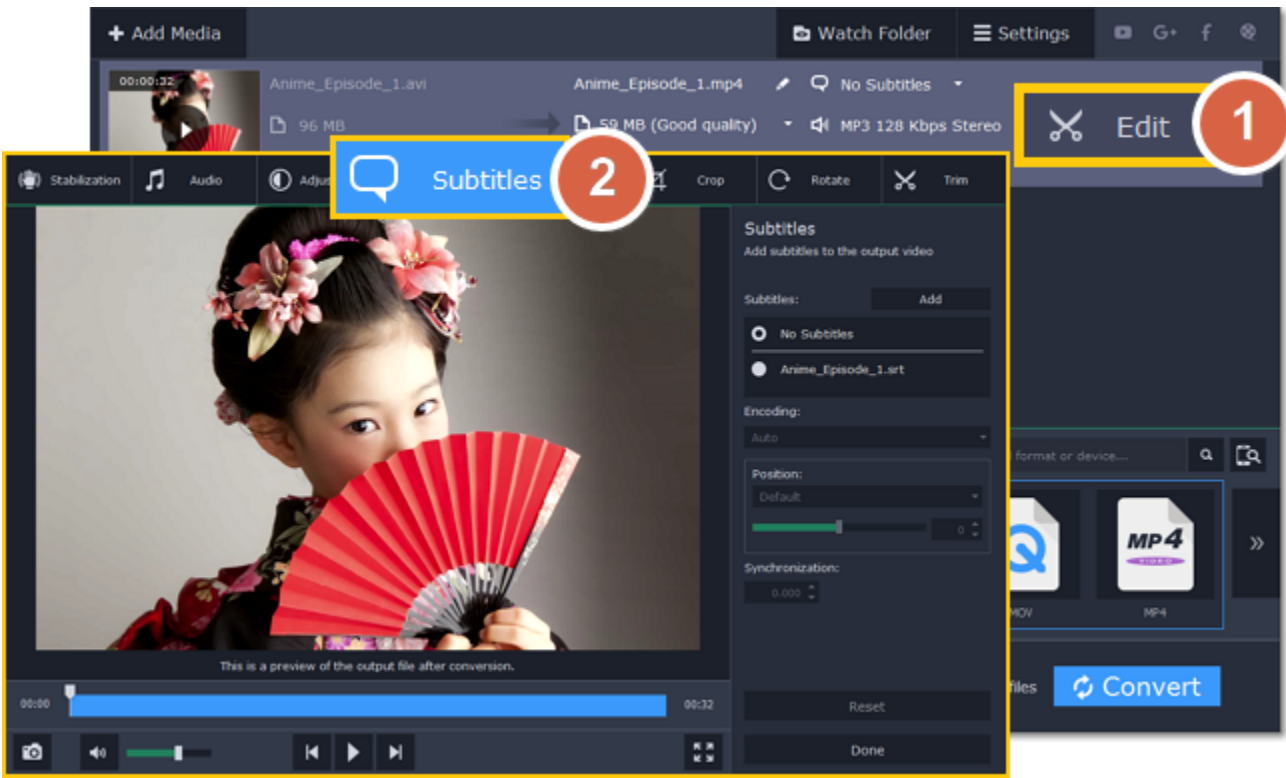 Add Media
Watch Folder
Settings
G+
f
00:00:32
Anime_Episode_1.avi
Anime_Episode_1.mp4
No Subtitles
96 MB
59 MB (Good quality)
MP3 128 Kbps Stereo
Edit
1
Stabilization
Audio
Subtitles
2
Crop
Rotate
Trim
Subtitles
Add subtitles to the output video
Subtitles:
Add
No Subtitles
Anime_Episode_1.srt
Encoding:
Auto
Position:
Default
0
Synchronization:
0.000
This is a preview of the output file after conversion.
00:00
00:32
Reset
Done
format or device...
MP4
VIDEO
MOV
MP4
files
Convert